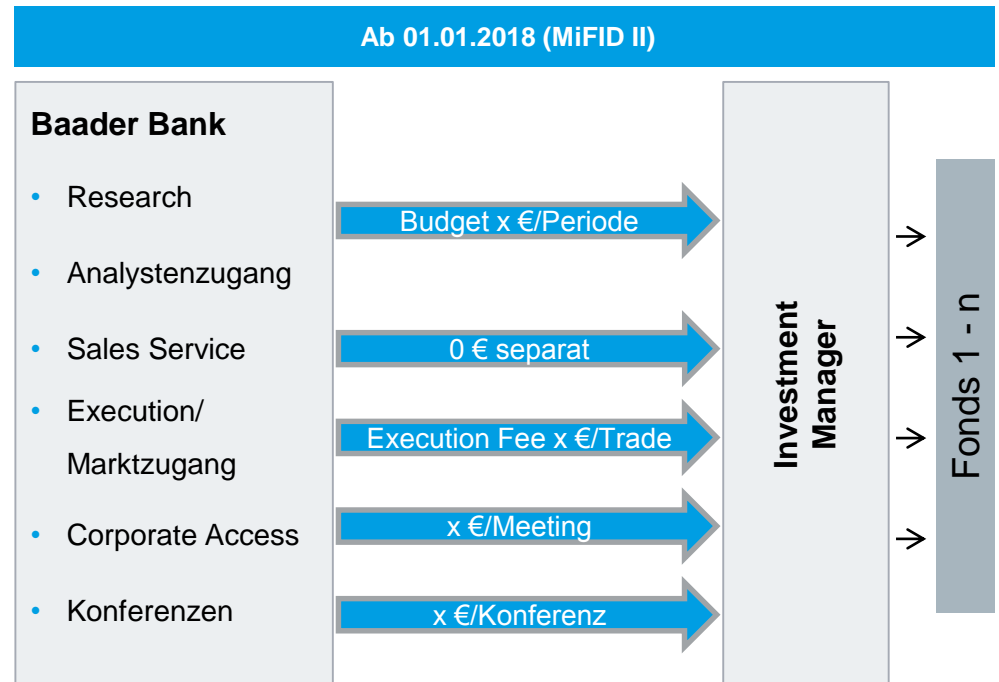 Ab 01.01.2018 (MiFID II)
Baader Bank
• Research
• Analystenzugang
• Sales Service
• Execution/
Marktzugang
• Corporate Access
• Konferenzen
Budget x €/Periode
0 € separat
Execution Fee x €/Trade
x €/Meeting
x €/Konferenz
Investment
Manager
Fonds 1 - n